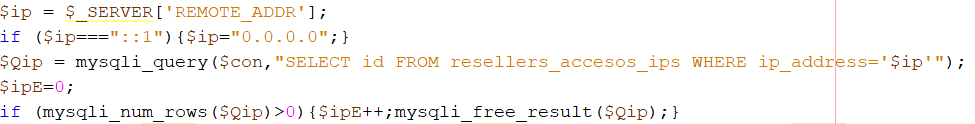 $ip = $_SERVER['REMOTE_ADDR'];
if ($ip==="::1"){$ip="0.0.0.0";}
$Qip = mysqli_query($con,"SELECT id FROM resellers_accesos_ips WHERE ip_address='$ip'");
$ipE=0;
if (mysqli_num_rows($Qip)>0){$ipE++;mysqli_free_result($Qip);}